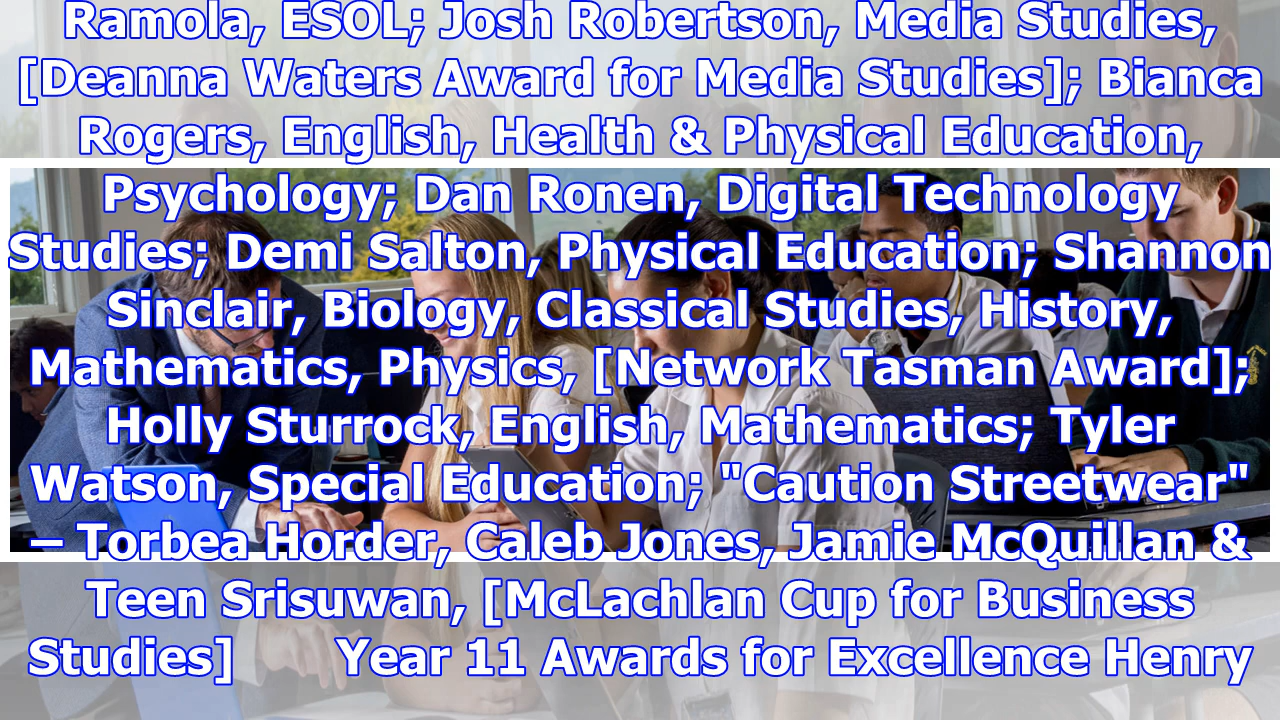 Ramola, ESOL; Josh Robertson, Media Studies,
[Deanna Waters Award for Media Studies]; Bianca
Rogers, English, Health & Physical Education,
Psychology; Dan Ronen, Digital Technology
Studies; Demi Salton, Physical Education; Shannon
Sinclair, Biology, Classical Studies, History,
Mathematics, Physics, [Network Tasman Award];
Holly Sturrock, English, Mathematics; Tyler
Watson, Special Education; "Caution Streetwear"
– Torbea Horder, Caleb Jones, Jamie McQuillan &
Teen Srisuwan, [McLachlan Cup for Business
Studies] Year 11 Awards for Excellence Henry